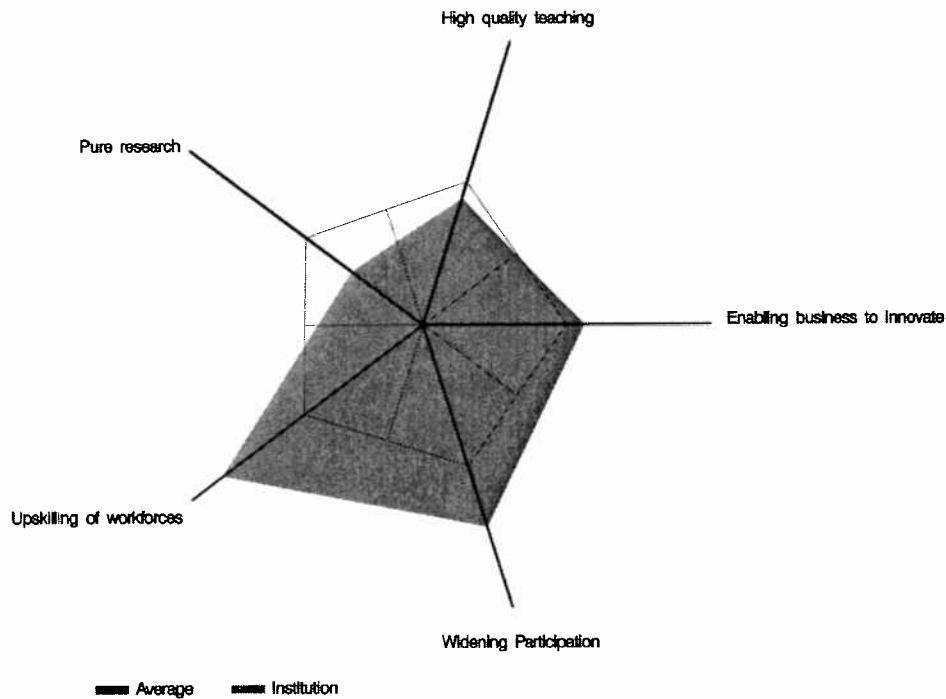 High quality teaching
Pure research
Enabling business to innovate
Upskilling of workforces
Widening Participation
Average Institution